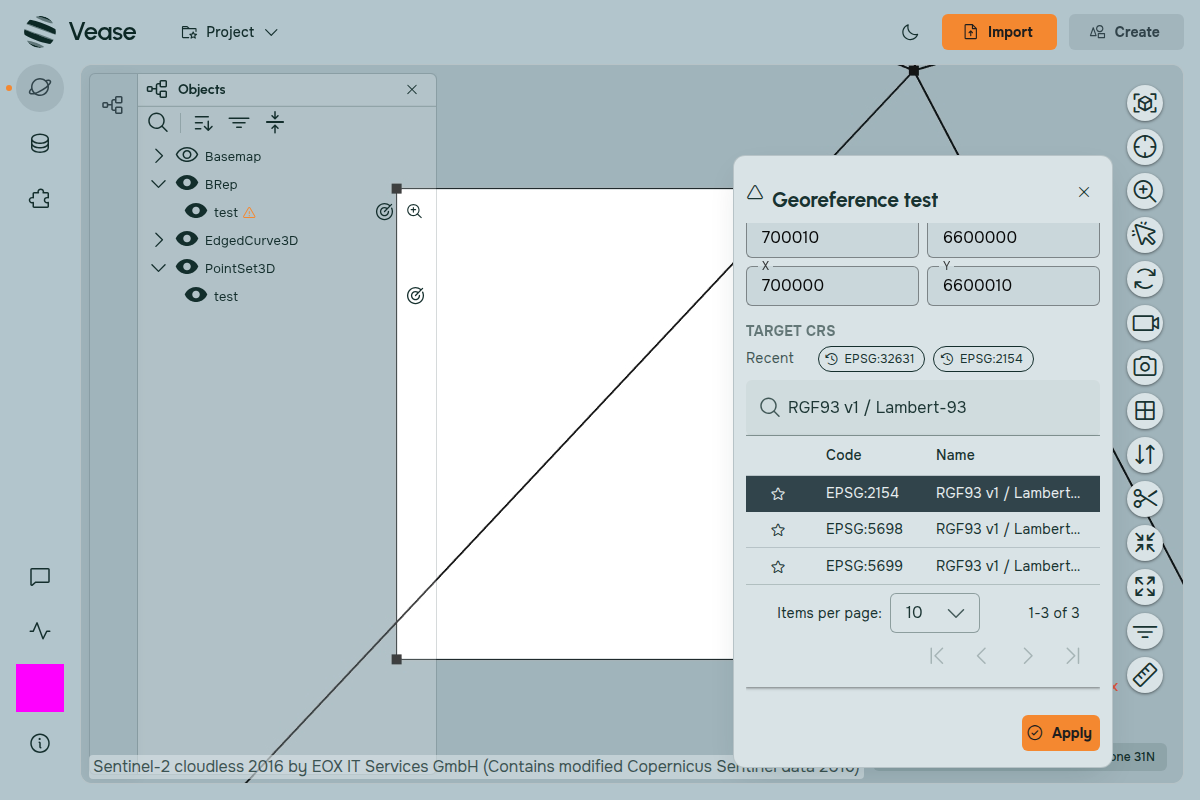 Vease
Project
Import
Create
Objects
Basemap
BRep
test
EdgedCurve3D
PointSet3D
test
Georeference test
700010
6600000
X
700000
Y
6600010
TARGET CRS
Recent
EPSG:32631
EPSG:2154
RGF93 v1 / Lambert-93
Code
Name
EPSG:2154
RGF93 v1 / Lambert...
EPSG:5698
RGF93 v1 / Lambert...
EPSG:5699
RGF93 v1 / Lambert...
Items per page:
10
1-3 of 3
Apply
X
one 31N
Sentinel-2 cloudless 2016 by EOX IT Services GmbH (Contains modified Copernicus Sentinel data 2016)